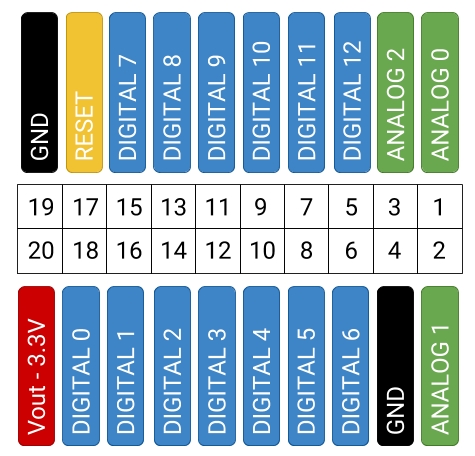 GND
RESET
DIGITAL 7
DIGITAL 8
DIGITAL 9
DIGITAL 10
DIGITAL 11
DIGITAL 12
ANALOG 2
ANALOG 0
19 17 15 13 11 9 7 5 3 1
20 18 16 14 12 10 8 6 4 2
Vout - 3.3V
DIGITAL 0
DIGITAL 1
DIGITAL 2
DIGITAL 3
DIGITAL 4
DIGITAL 5
DIGITAL 6
GND
ANALOG 1